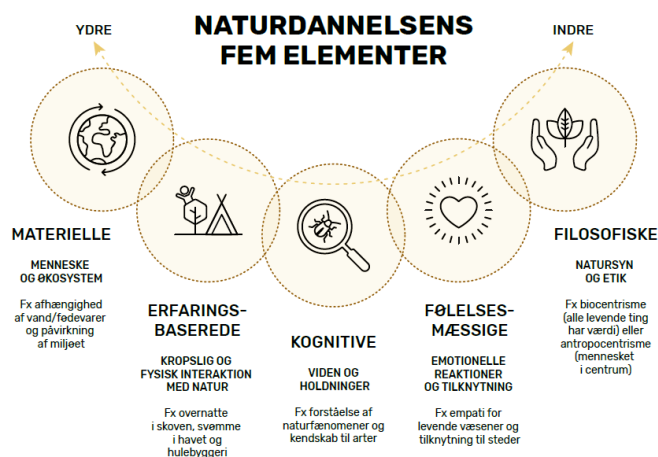 NATURDANNELSENS
FEM ELEMENTER
YDRE
INDRE
MATERIELLE
MENNESKE
OG ØKOSYSTEM
Fx afhængighed
af vand/fødevarer
og påvirkning
af miljøet
ERFARINGS-
BASEREDE
KROPSLIG OG
FYSISK INTERAKTION
MED NATUR
Fx overnatte
i skoven, svømme
i havet og
hulebyggeri
KOGNITIVE
VIDEN OG
HOLDNINGER
Fx forståelse af
naturfænomener og
kendskab til arter
FØLELSES-
MÆSSIGE
EMOTIONELLE
REAKTIONER
OG TILKNYTNING
Fx empati for
levende væsener og
tilknytning til steder
FILOSOFISKE
NATURSYN
OG ETIK
Fx biocentrisme
(alle levende ting
har værdi) eller
antropocentrisme
(mennesket
i centrum)